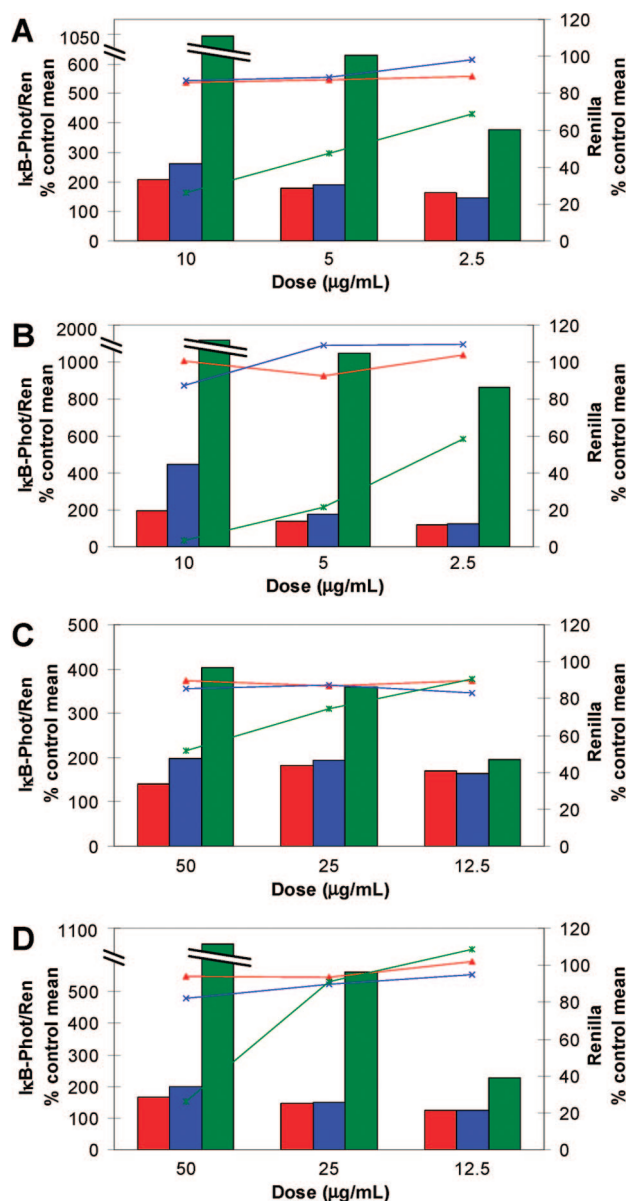 A
IκB-Phot/Ren
% control mean
1050
600
500
400
300
200
100
0
120
100
80
60
40
20
0
Renilla
% control mean
10 5 2.5
Dose (µg/mL)
B
IκB-Phot/Ren
% control mean
2000
1000
800
600
400
200
0
120
100
80
60
40
20
0
Renilla
% control mean
10 5 2.5
Dose (µg/mL)
C
IκB-Phot/Ren
% control mean
500
400
300
200
100
0
120
100
80
60
40
20
0
Renilla
% control mean
50 25 12.5
Dose (µg/mL)
D
IκB-Phot/Ren
% control mean
1100
500
400
300
200
100
0
120
100
80
60
40
20
0
Renilla
% control mean
50 25 12.5
Dose (µg/mL)